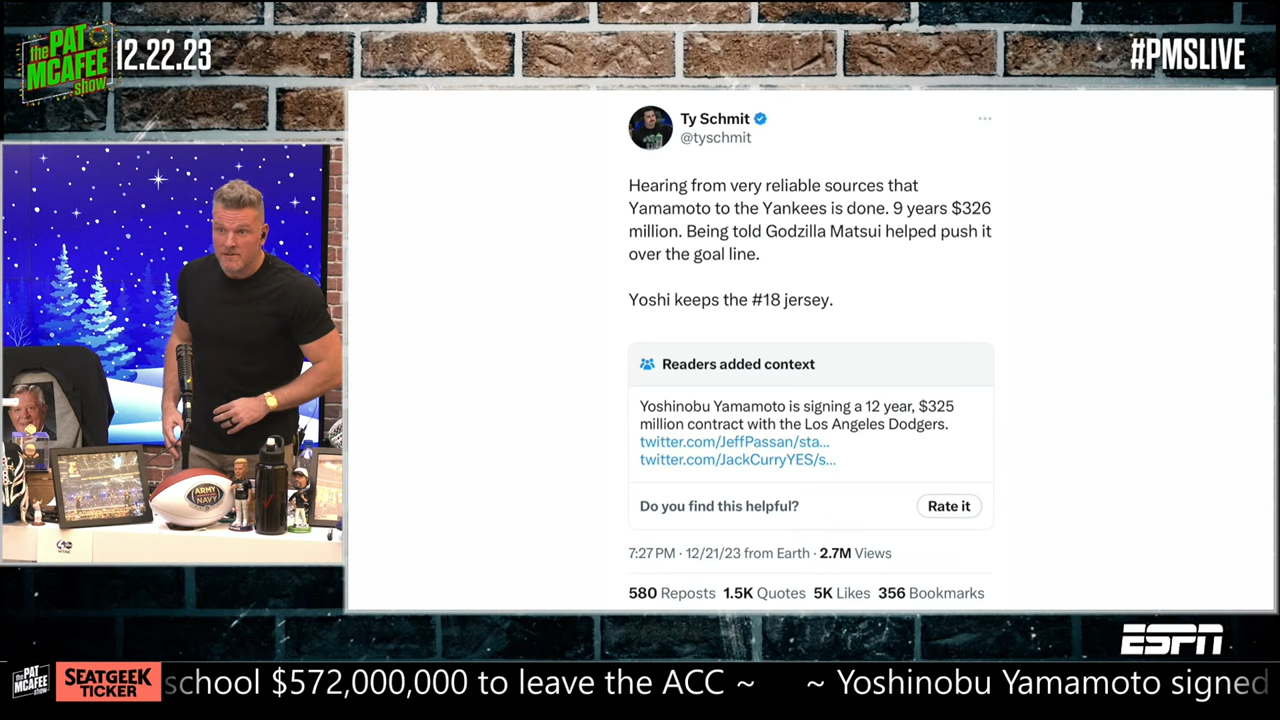 the
PAT
MCAFEE
show
12.22.23
#PMSLIVE
Ty Schmit
@tyschmit
Hearing from very reliable sources that
Yamamoto to the Yankees is done. 9 years $326
million. Being told Godzilla Matsui helped push it
over the goal line.
Yoshi keeps the #18 jersey.
Readers added context
Yoshinobu Yamamoto is signing a 12 year, $325
million contract with the Los Angeles Dodgers.
twitter.com/JeffPassan/sta...
twitter.com/JackCurryYES/s...
Do you find this helpful?
Rate it
7:27 PM · 12/21/23 from Earth · 2.7M Views
580 Reposts 1.5K Quotes 5K Likes 356 Bookmarks
ARMY
NAVY
ESPN
the
PAT
MCAFEE
show
SEATGEEK
TICKER
school $572,000,000 to leave the ACC ~ ~ Yoshinobu Yamamoto signed